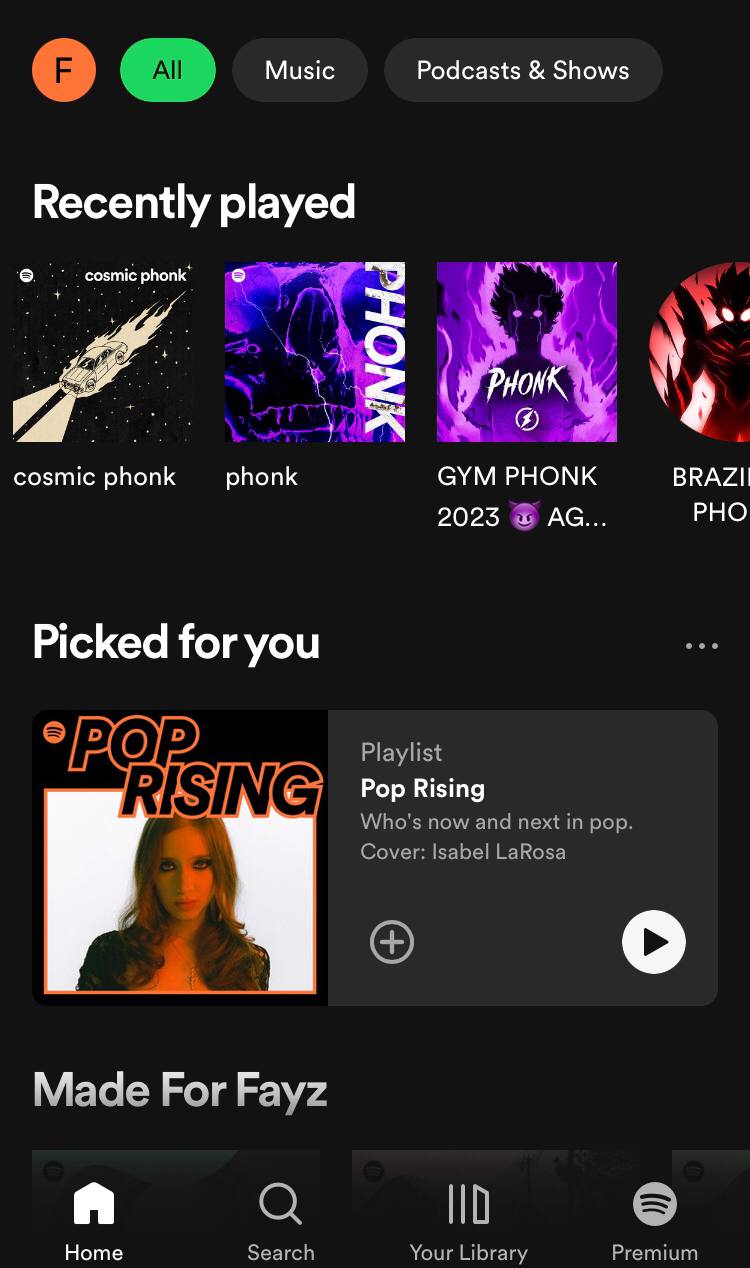 F
All
Music
Podcasts & Shows
Recently played
cosmic phonk
PHONK
PHONK
cosmic phonk
phonk
GYM PHONK
2023 😈 AG...
BRAZI
PHO
Picked for you
POP
RISING
Playlist
Pop Rising
Who's now and next in pop.
Cover: Isabel LaRosa
Made For Fayz
Home
Search
Your Library
Premium